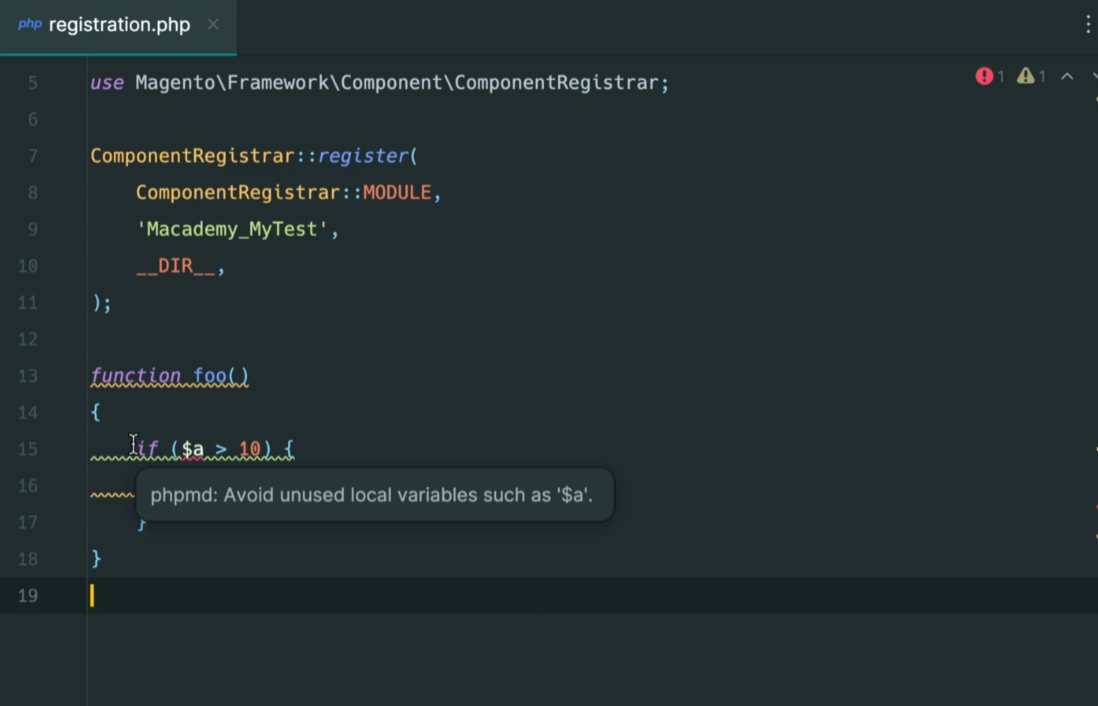 php registration.php
1 1
5 use Magento\Framework\Component\ComponentRegistrar;
6
7 ComponentRegistrar::register(
8 ComponentRegistrar::MODULE,
9 'Macademy_MyTest',
10 __DIR__,
11 );
12
13 function foo()
14 {
15 if ($a > 10) {
16 phpmd: Avoid unused local variables such as '$a'.
17 }
18 }
19